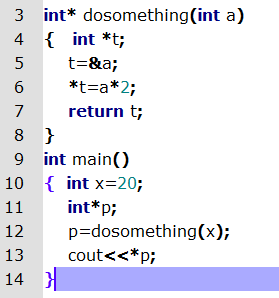 3 int* dosomething(int a)
4 { int *t;
5 t=&a;
6 *t=a*2;
7 return t;
8 }
9 int main()
10 { int x=20;
11 int*p;
12 p=dosomething(x);
13 cout<<*p;
14 }